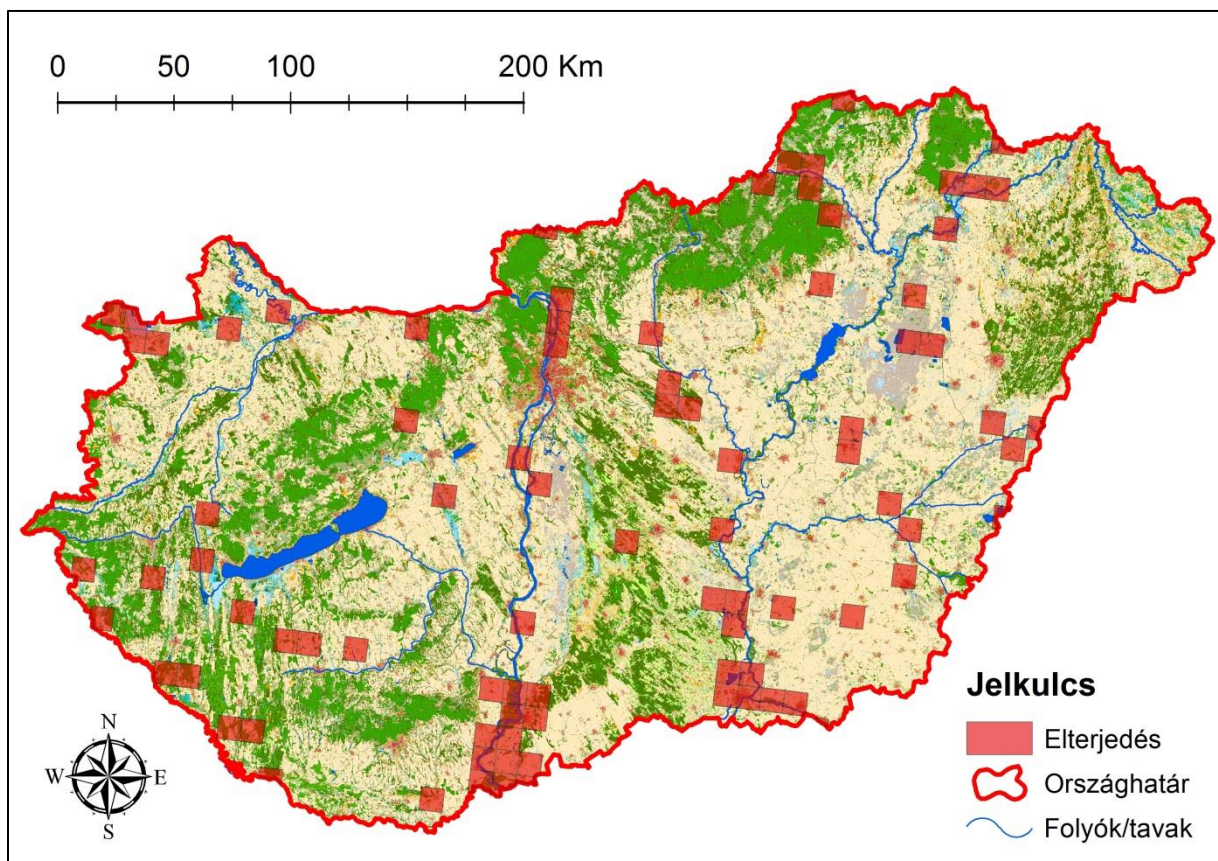 0 50 100 200 Km
Jelkulcs
Elterjedés
Országhatár
Folyók/tavak
N
W E
S